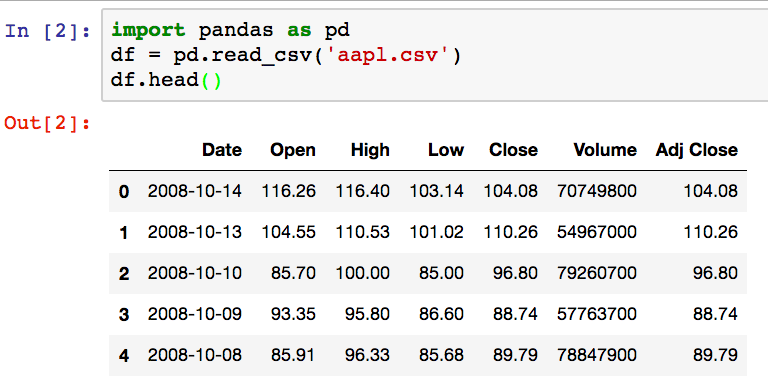 In [2]: import pandas as pd
df = pd.read_csv('aapl.csv')
df.head()
Out[2]:
Date Open High Low Close Volume Adj Close
0 2008-10-14 116.26 116.40 103.14 104.08 70749800 104.08
1 2008-10-13 104.55 110.53 101.02 110.26 54967000 110.26
2 2008-10-10 85.70 100.00 85.00 96.80 79260700 96.80
3 2008-10-09 93.35 95.80 86.60 88.74 57763700 88.74
4 2008-10-08 85.91 96.33 85.68 89.79 78847900 89.79